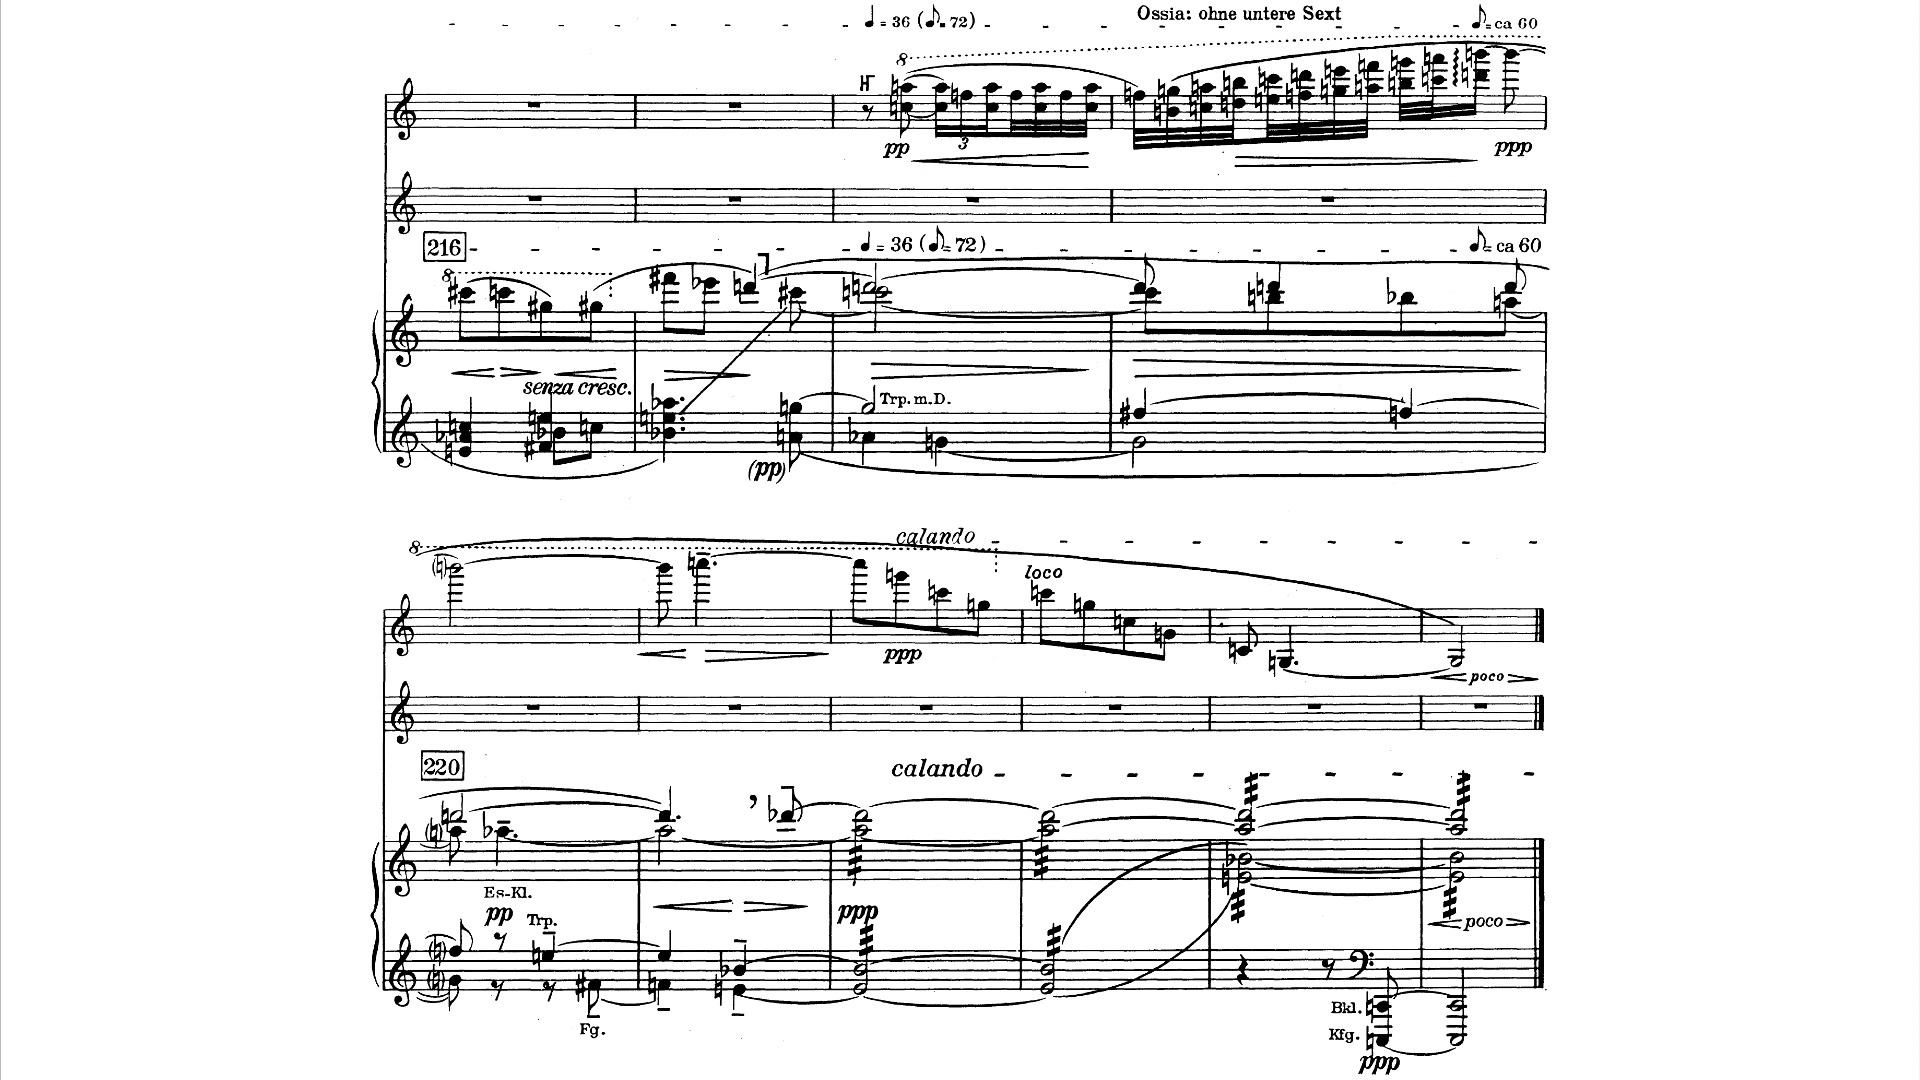 ♩ = 36 (♪ = 72)
Ossia: ohne untere Sext
♪ = ca 60
8
H
pp
3
ppp
216
♩ = 36 (♪ = 72)
♪ = ca 60
8
senza cresc.
Trp. m. D.
(pp)
8
calando
loco
ppp
poco
220
calando
Es-Kl.
pp
Trp.
ppp
poco
Fg.
Bkl.
Kfg.
ppp